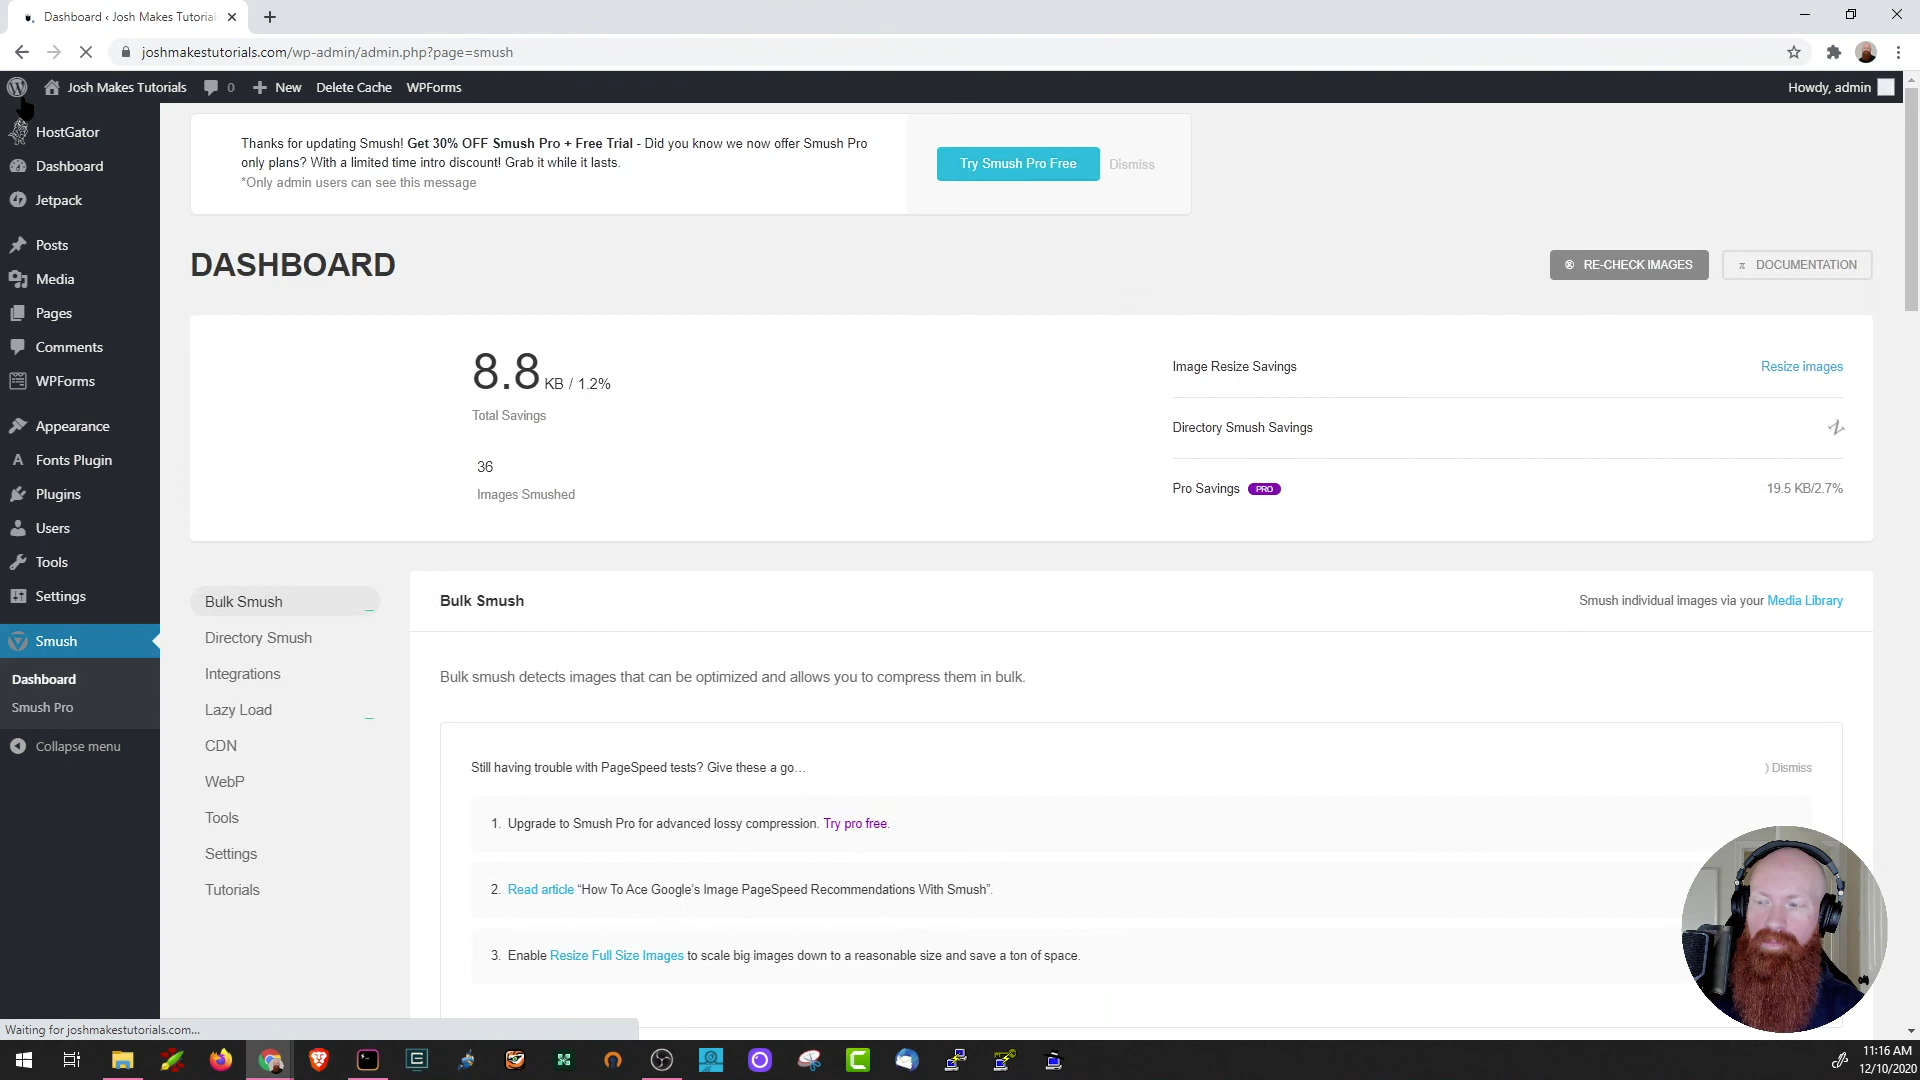 Dashboard ‹ Josh Makes Tutorial
joshmakestutorials.com/wp-admin/admin.php?page=smush
Josh Makes Tutorials
0
New
Delete Cache
WPForms
Howdy, admin
HostGator
Dashboard
Jetpack
Posts
Media
Pages
Comments
WPForms
Appearance
Fonts Plugin
Plugins
Users
Tools
Settings
Smush
Dashboard
Smush Pro
Collapse menu
Thanks for updating Smush! Get 30% OFF Smush Pro + Free Trial - Did you know we now offer Smush Pro
only plans? With a limited time intro discount! Grab it while it lasts.
*Only admin users can see this message
Try Smush Pro Free
Dismiss
DASHBOARD
RE-CHECK IMAGES
DOCUMENTATION
8.8 KB / 1.2%
Total Savings
36
Images Smushed
Image Resize Savings
Resize images
Directory Smush Savings
Pro Savings PRO
19.5 KB/2.7%
Bulk Smush
Directory Smush
Integrations
Lazy Load
CDN
WebP
Tools
Settings
Tutorials
Bulk Smush
Smush individual images via your Media Library
Bulk smush detects images that can be optimized and allows you to compress them in bulk.
Still having trouble with PageSpeed tests? Give these a go…
) Dismiss
1. Upgrade to Smush Pro for advanced lossy compression. Try pro free.
2. Read article “How To Ace Google’s Image PageSpeed Recommendations With Smush”.
3. Enable Resize Full Size Images to scale big images down to a reasonable size and save a ton of space.
Waiting for joshmakestutorials.com...
11:16 AM
12/10/2020